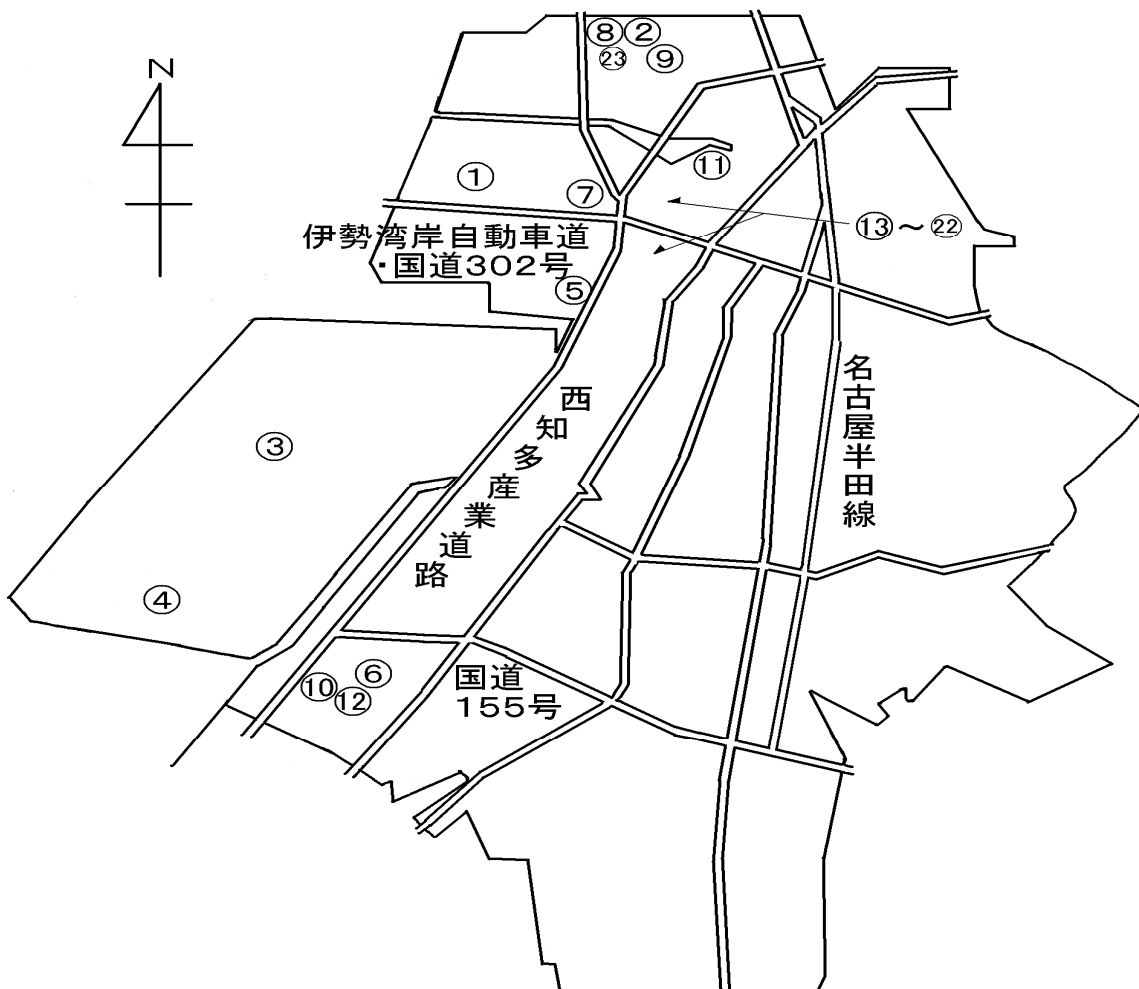 N
⑧②
㉓⑨
⑪
①
⑦
⑬～㉒
伊勢湾岸自動車道
・国道302号
⑤
名古屋半田線
西知多産業道路
③
④
⑥
⑩
⑫
国道
155号